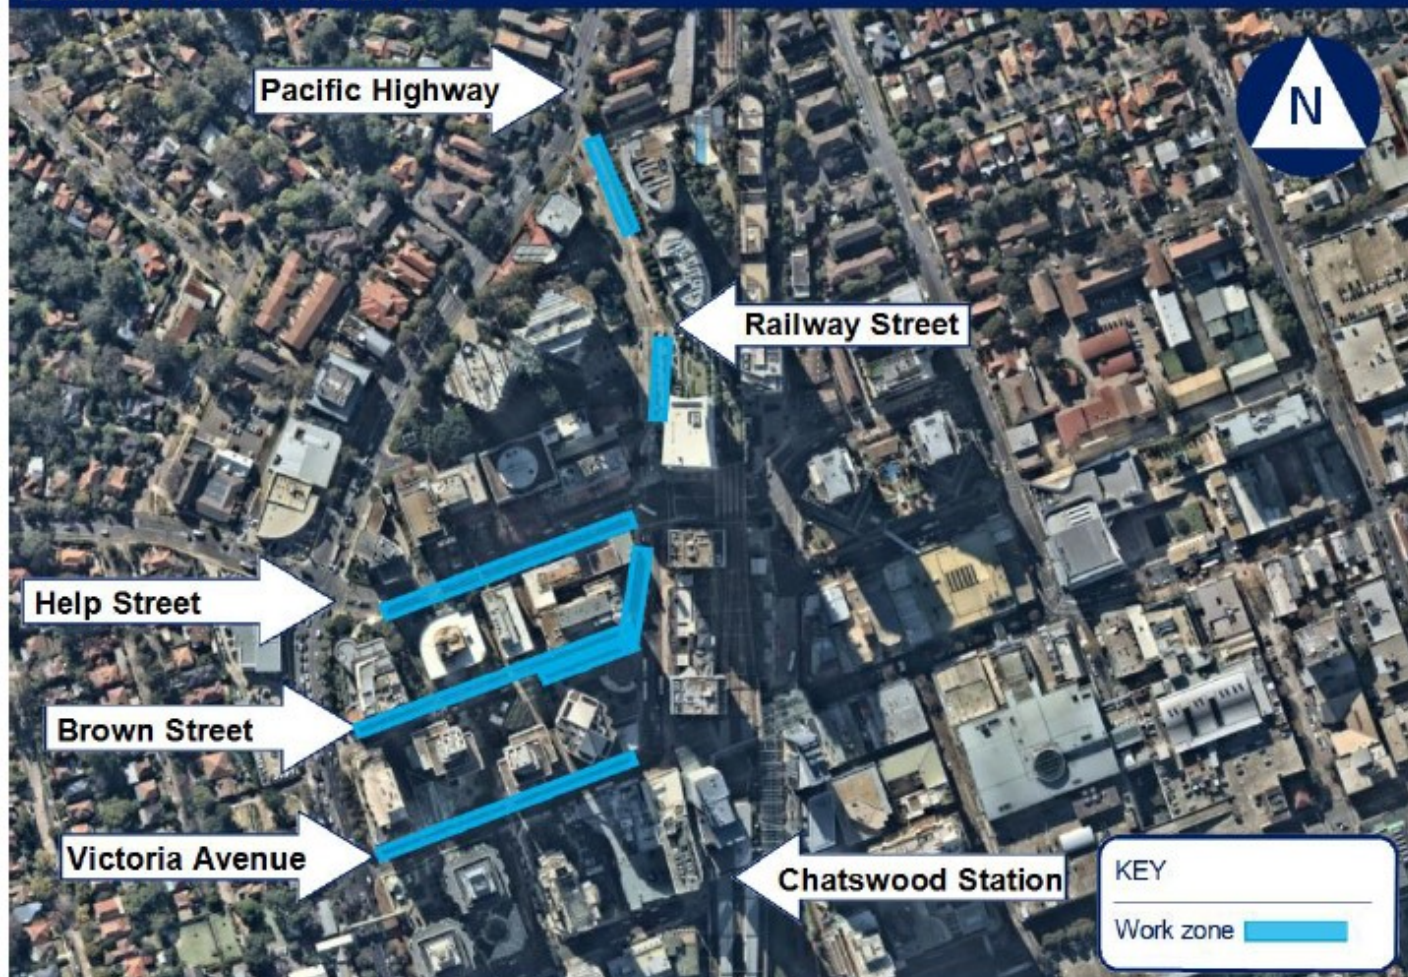 Pacific Highway
N
Railway Street
Help Street
Brown Street
Victoria Avenue
Chatswood Station
KEY
Work zone